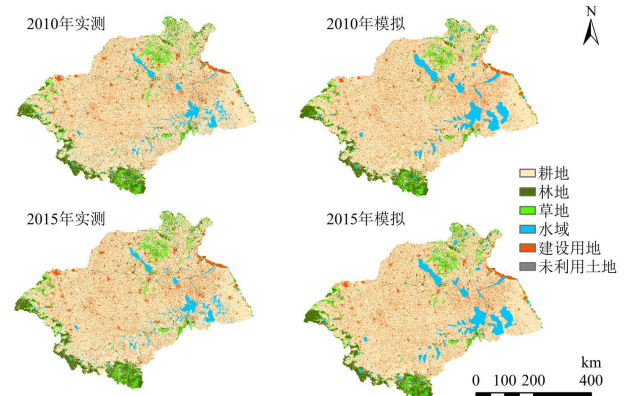 2010年实测
2010年模拟
N
耕地
林地
草地
水域
建设用地
未利用土地
2015年实测
2015年模拟
km
0 100 200 400